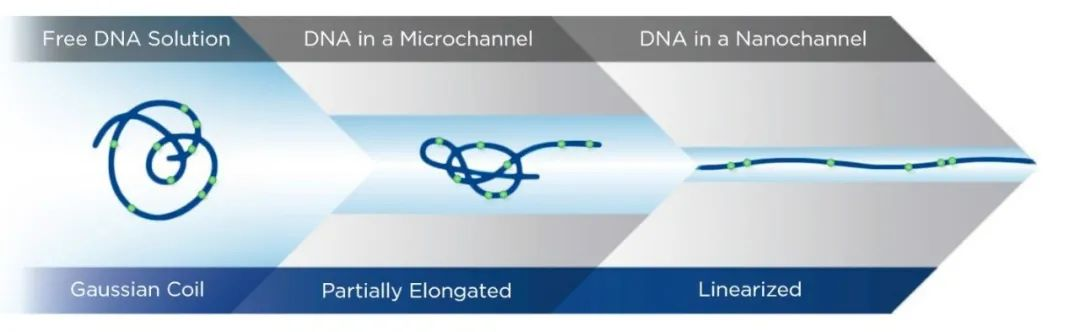 Free DNA Solution
DNA in a Microchannel
DNA in a Nanochannel
Gaussian Coil
Partially Elongated
Linearized